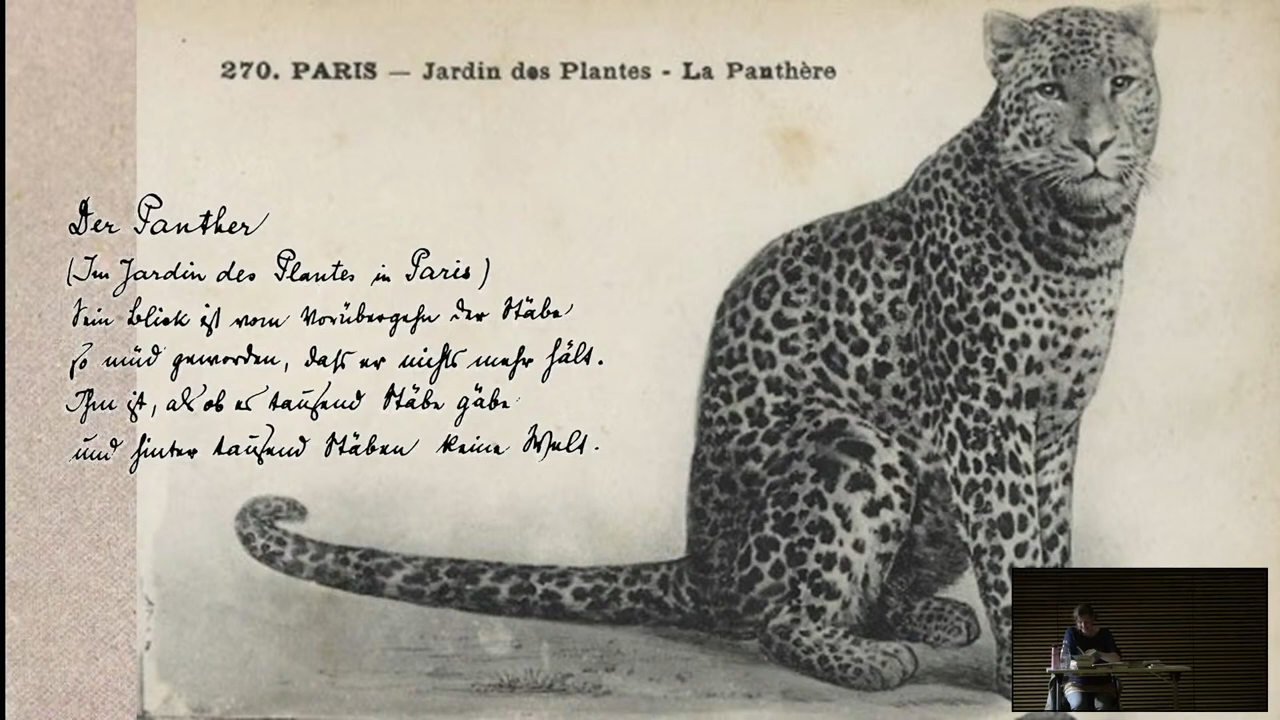 270. PARIS — Jardin des Plantes - La Panthère
Der Panther
(Im Jardin des Plantes in Paris)
Sein Blick ist vom Vorübergehn der Stäbe
so müd geworden, daß er nichts mehr hält.
Ihm ist, als ob es tausend Stäbe gäbe
und hinter tausend Stäben keine Welt.